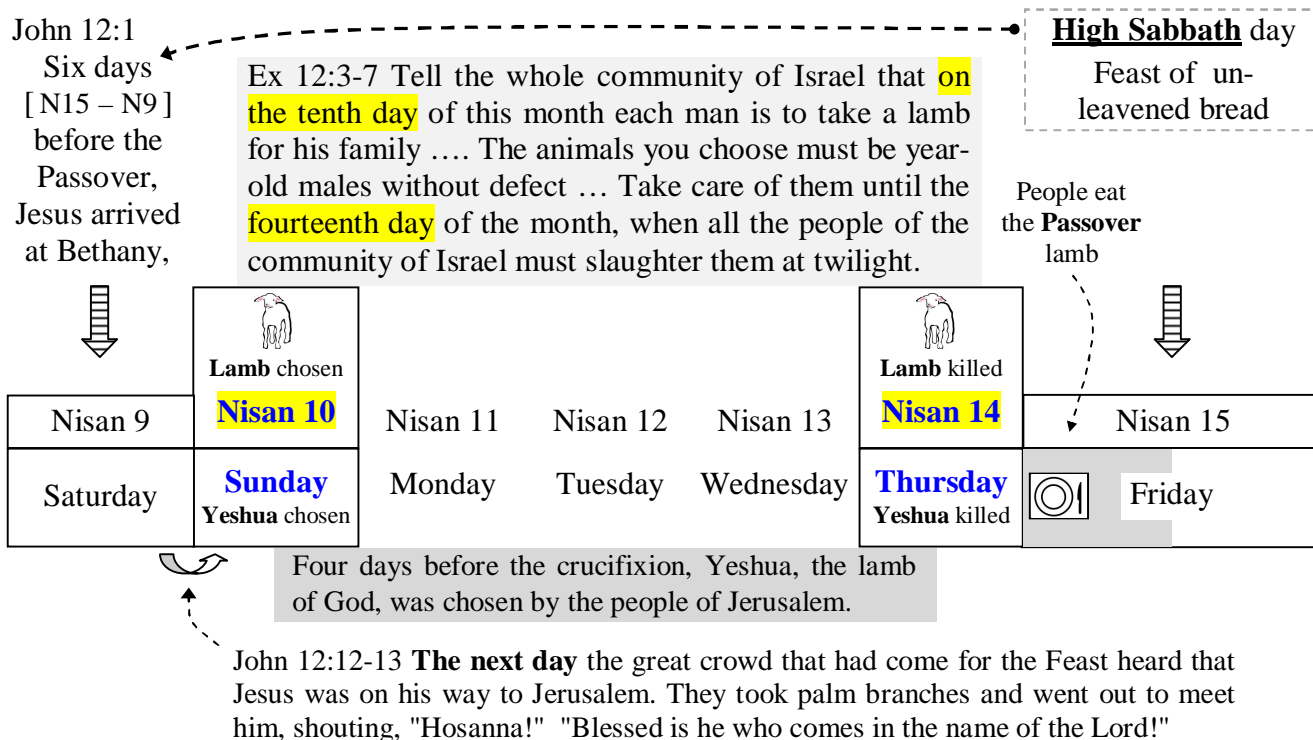 John 12:1
Six days
[ N15 – N9 ]
before the
Passover,
Jesus arrived
at Bethany,
Ex 12:3-7 Tell the whole community of Israel that on
the tenth day of this month each man is to take a lamb
for his family …. The animals you choose must be year-
old males without defect … Take care of them until the
fourteenth day of the month, when all the people of the
community of Israel must slaughter them at twilight.
High Sabbath day
Feast of un-
leavened bread
People eat
the Passover
lamb
Lamb chosen
Lamb killed
Nisan 9
Nisan 10
Nisan 11
Nisan 12
Nisan 13
Nisan 14
Nisan 15
Saturday
Sunday
Yeshua chosen
Monday
Tuesday
Wednesday
Thursday
Yeshua killed
Friday
Four days before the crucifixion, Yeshua, the lamb
of God, was chosen by the people of Jerusalem.
John 12:12-13 The next day the great crowd that had come for the Feast heard that
Jesus was on his way to Jerusalem. They took palm branches and went out to meet
him, shouting, "Hosanna!" "Blessed is he who comes in the name of the Lord!"